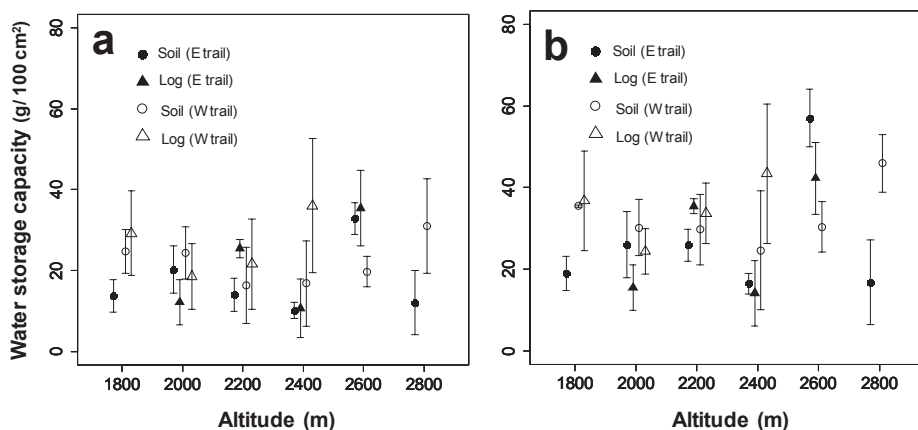 a
Soil (E trail)
Log (E trail)
Soil (W trail)
Log (W trail)
Water storage capacity (g/100 cm²)
0 20 40 60 80
1800 2000 2200 2400 2600 2800
Altitude (m)
b
Soil (E trail)
Log (E trail)
Soil (W trail)
Log (W trail)
0 20 40 60 80
1800 2000 2200 2400 2600 2800
Altitude (m)